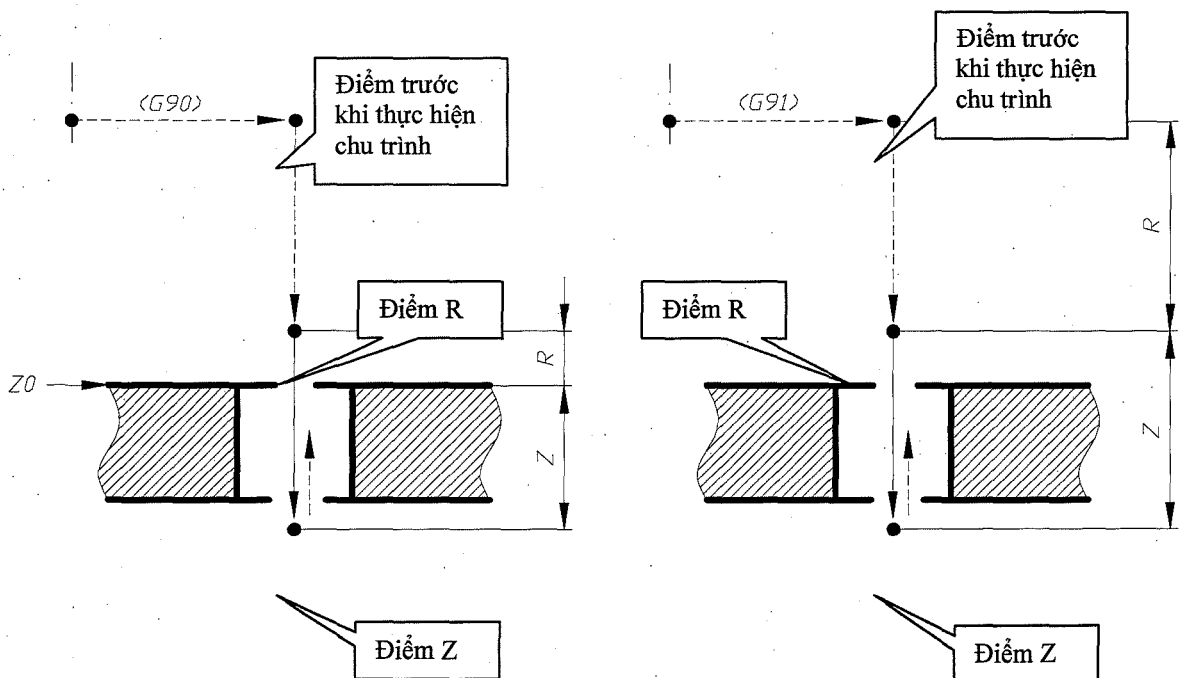 (G90)
Điểm trước
khi thực hiện
chu trình
Điểm R
R
Z0
Z
Điểm Z
(G91)
Điểm trước
khi thực hiện
chu trình
R
Điểm R
Z
Điểm Z